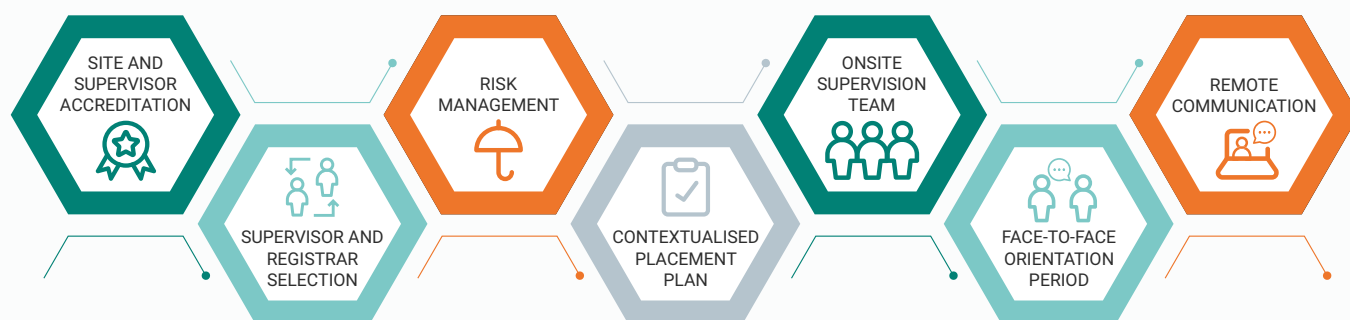 SITE AND
SUPERVISOR
ACCREDITATION
SUPERVISOR AND
REGISTRAR
SELECTION
RISK
MANAGEMENT
CONTEXTUALISED
PLACEMENT
PLAN
ONSITE
SUPERVISION
TEAM
FACE-TO-FACE
ORIENTATION
PERIOD
REMOTE
COMMUNICATION